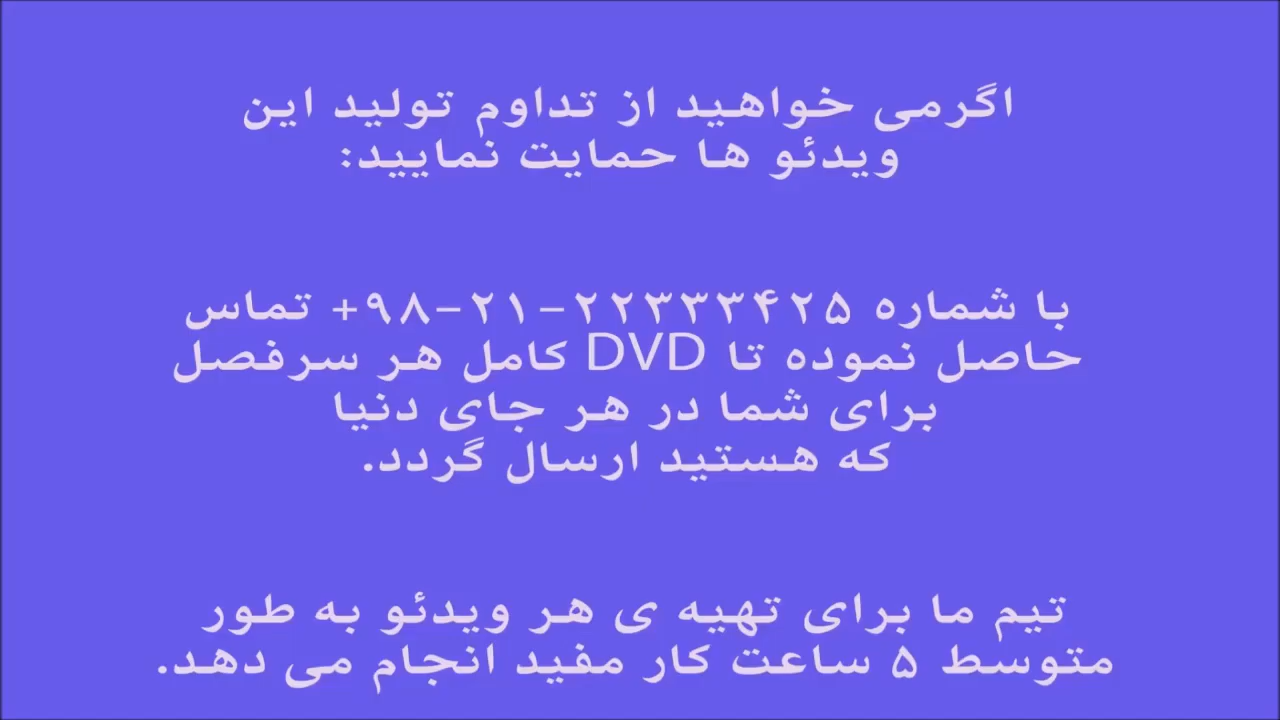 اگرمی خواهید از تداوم تولید این
ویدئو ها حمایت نمایید:
با شماره ۲۲۳۳۳۴۲۵-۲۱-۹۸+ تماس
حاصل نموده تا DVD کامل هر سرفصل
برای شما در هر جای دنیا
که هستید ارسال گردد.
تیم ما برای تهیه ی هر ویدئو به طور
متوسط ۵ ساعت کار مفید انجام می دهد.